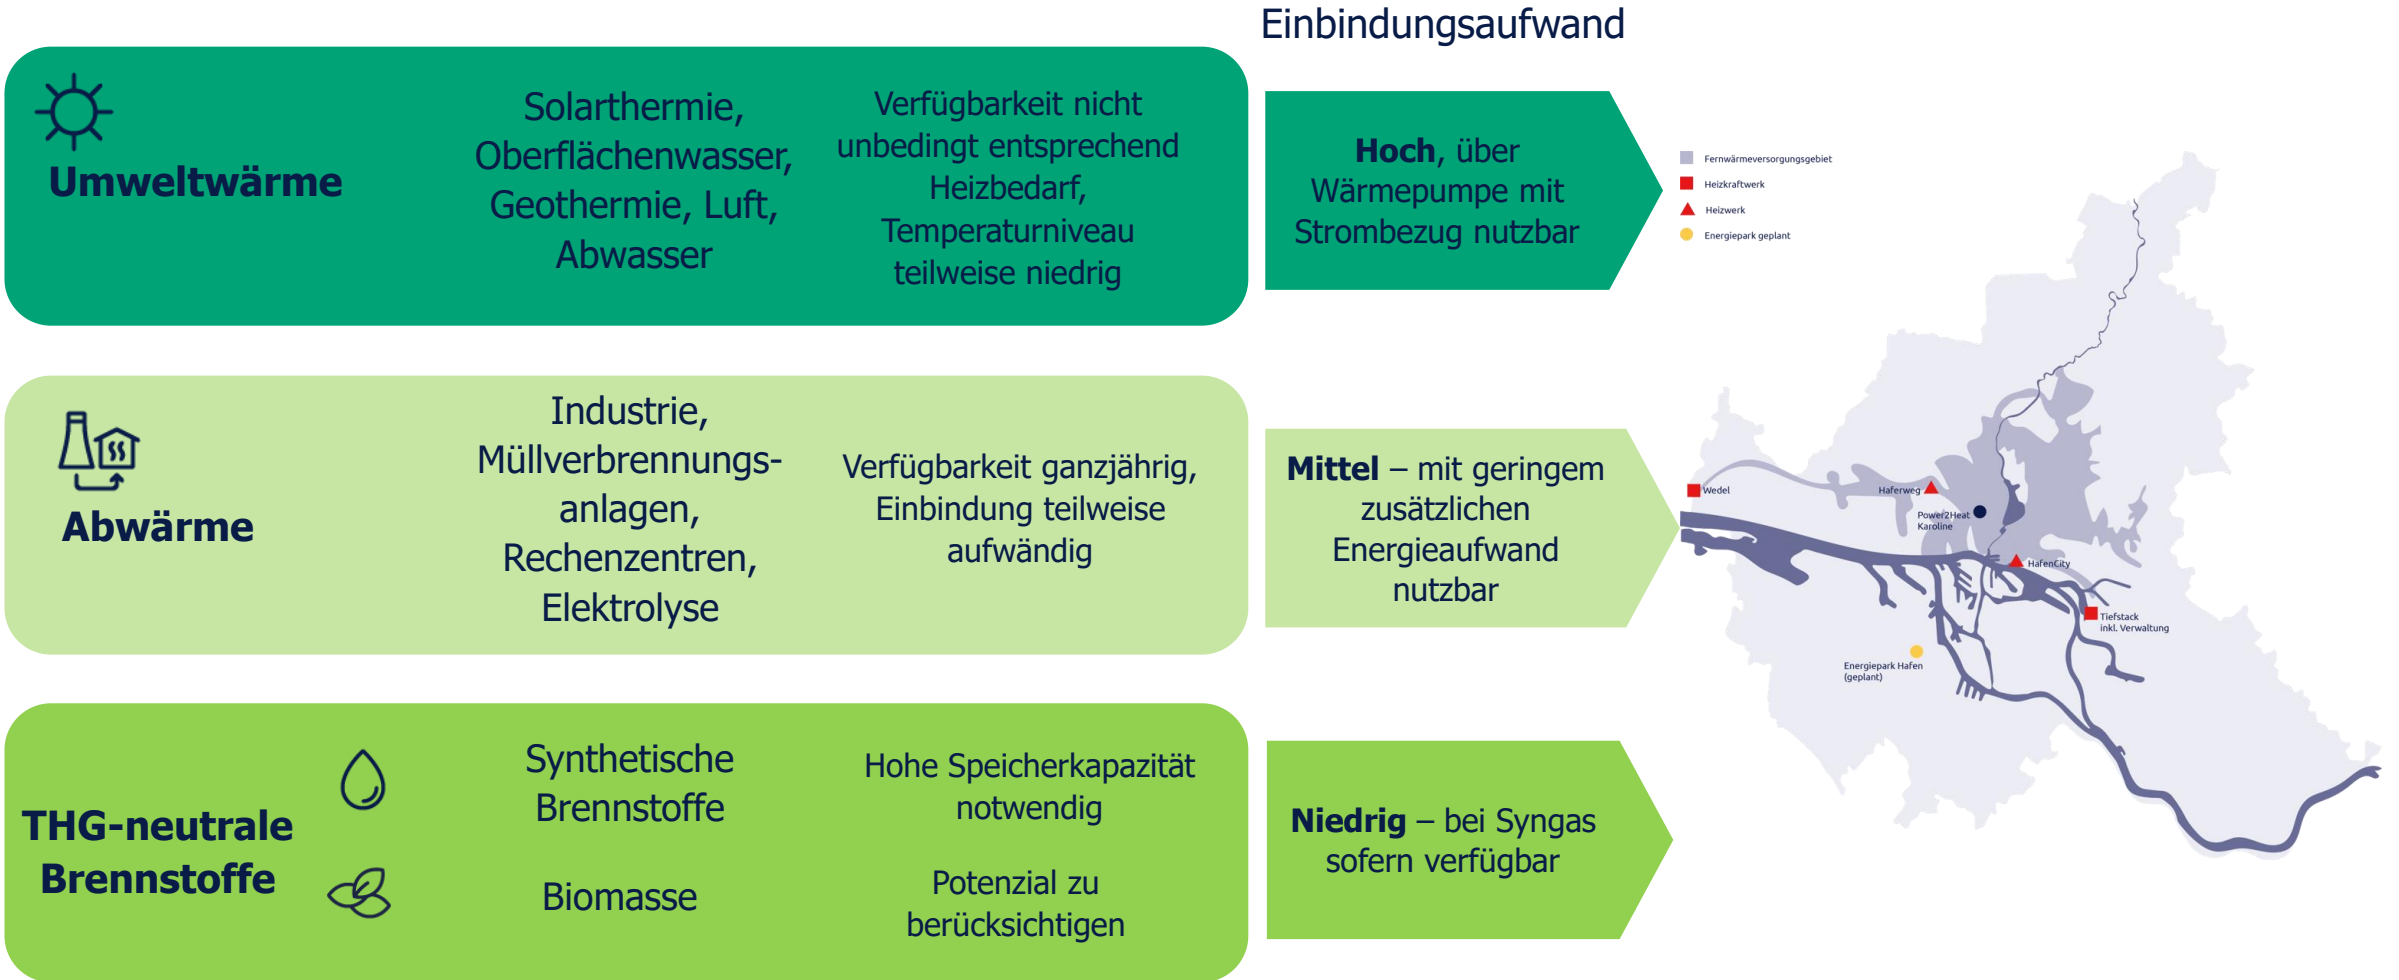 Einbindungsaufwand
Umweltwärme
Solarthermie,
Oberflächenwasser,
Geothermie, Luft,
Abwasser
Verfügbarkeit nicht
unbedingt entsprechend
Heizbedarf,
Temperaturniveau
teilweise niedrig
Hoch, über
Wärmepumpe mit
Strombezug nutzbar
Abwärme
Industrie,
Müllverbrennungs-
anlagen,
Rechenzentren,
Elektrolyse
Verfügbarkeit ganzjährig,
Einbindung teilweise
aufwändig
Mittel – mit geringem
zusätzlichen
Energieaufwand
nutzbar
THG-neutrale
Brennstoffe
Synthetische
Brennstoffe
Hohe Speicherkapazität
notwendig
Biomasse
Potenzial zu
berücksichtigen
Niedrig – bei Syngas
sofern verfügbar
Fernwärmeversorgungsgebiet
Heizkraftwerk
Heizwerk
Energiepark geplant
Wedel
Haferweg
Power2Heat
Karoline
HafenCity
Tiefstack
inkl. Verwaltung
Energiepark Hafen
(geplant)